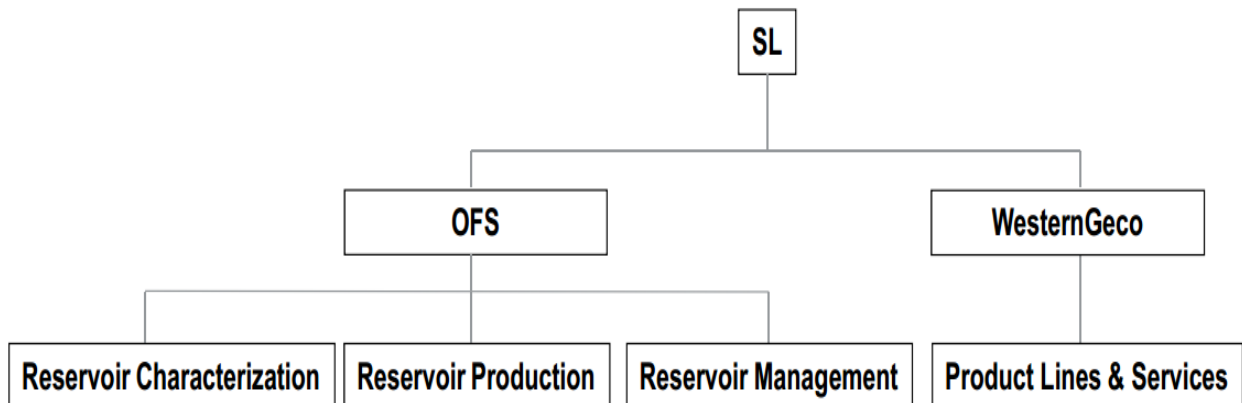 SL
OFS
WesternGeco
Reservoir Characterization
Reservoir Production
Reservoir Management
Product Lines & Services